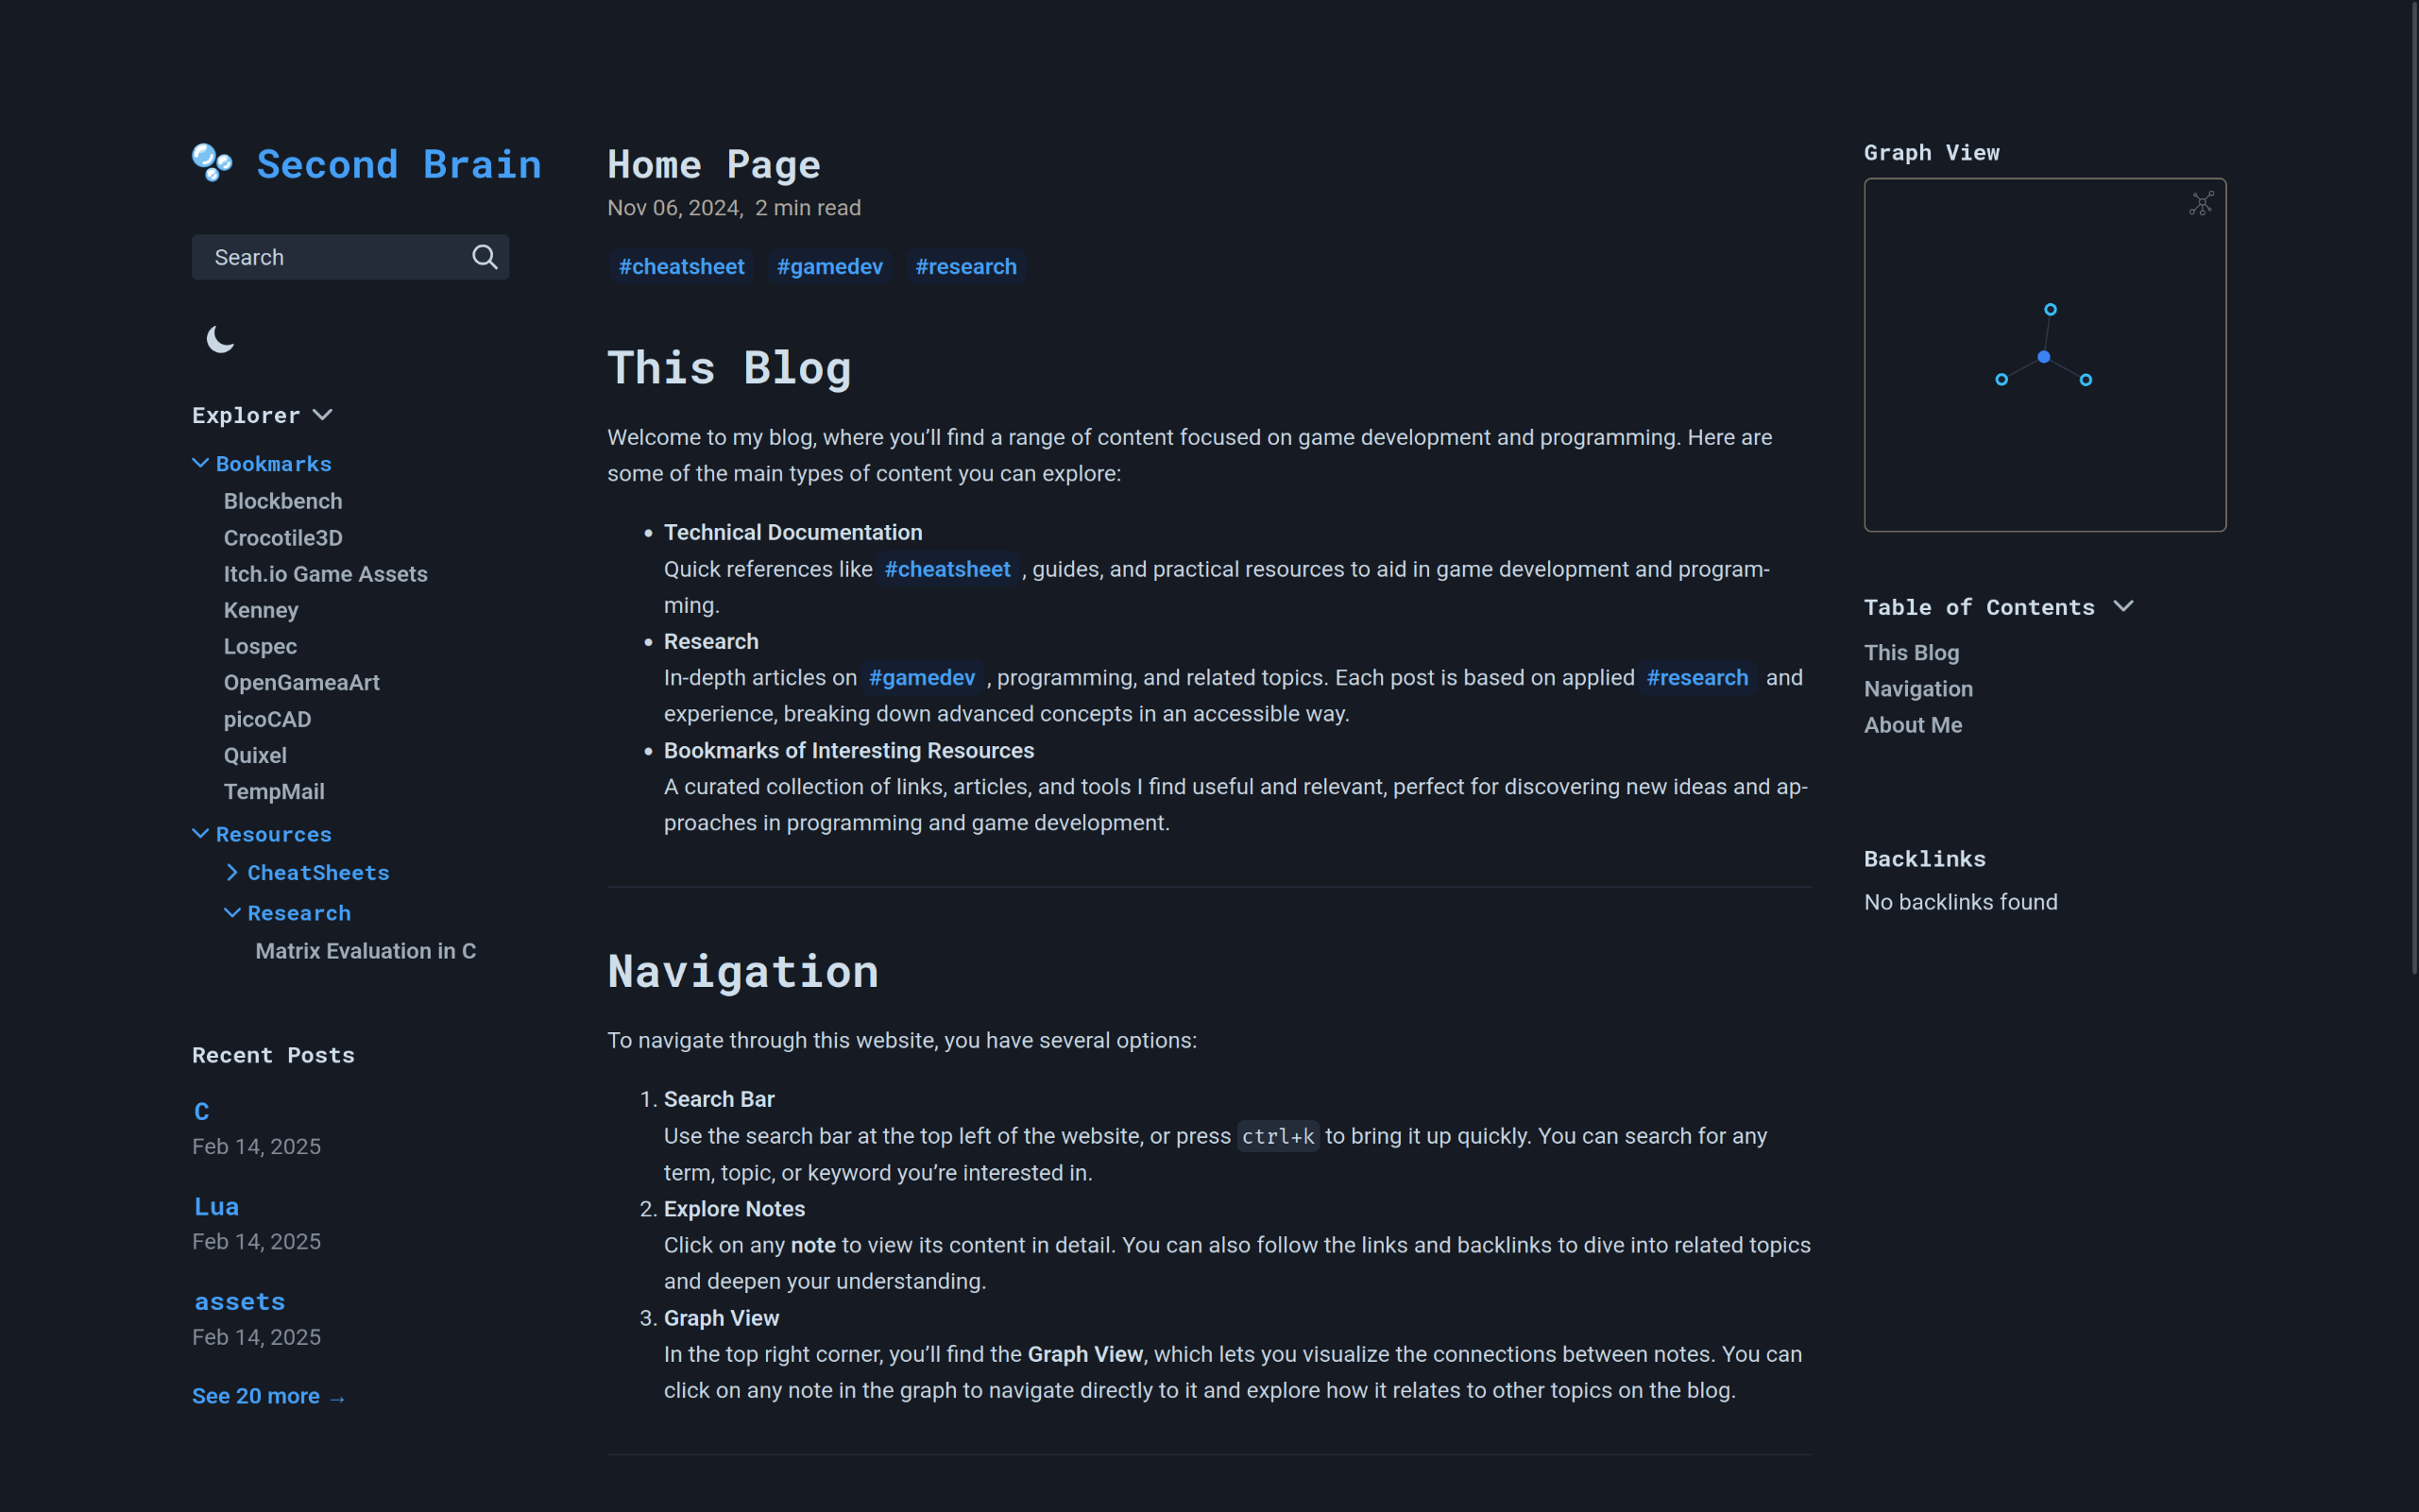 Second Brain
Search
Explorer
Bookmarks
Blockbench
Crocotile3D
Itch.io Game Assets
Kenney
Lospec
OpenGameaArt
picoCAD
Quixel
TempMail
Resources
CheatSheets
Research
Matrix Evaluation in C
Recent Posts
C
Feb 14, 2025
Lua
Feb 14, 2025
assets
Feb 14, 2025
See 20 more →
Home Page
Nov 06, 2024, 2 min read
#cheatsheet #gamedev #research
This Blog
Welcome to my blog, where you’ll find a range of content focused on game development and programming. Here are
some of the main types of content you can explore:
• Technical Documentation
Quick references like #cheatsheet , guides, and practical resources to aid in game development and program-
ming.
• Research
In-depth articles on #gamedev , programming, and related topics. Each post is based on applied #research and
experience, breaking down advanced concepts in an accessible way.
• Bookmarks of Interesting Resources
A curated collection of links, articles, and tools I find useful and relevant, perfect for discovering new ideas and ap-
proaches in programming and game development.
Navigation
To navigate through this website, you have several options:
1. Search Bar
Use the search bar at the top left of the website, or press ctrl+k to bring it up quickly. You can search for any
term, topic, or keyword you’re interested in.
2. Explore Notes
Click on any note to view its content in detail. You can also follow the links and backlinks to dive into related topics
and deepen your understanding.
3. Graph View
In the top right corner, you’ll find the Graph View, which lets you visualize the connections between notes. You can
click on any note in the graph to navigate directly to it and explore how it relates to other topics on the blog.
Graph View
Table of Contents
This Blog
Navigation
About Me
Backlinks
No backlinks found